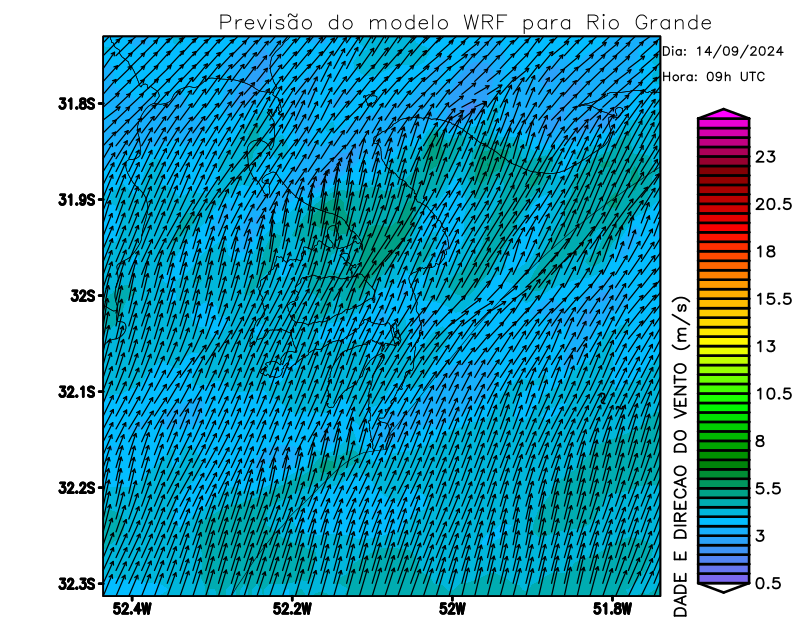 Previsão do modelo WRF para Rio Grande
Dia: 14/09/2024
Hora: 09h UTC
31.8S
31.9S
32S
32.1S
32.2S
32.3S
52.4W
52.2W
52W
51.8W
23
20.5
18
15.5
13
10.5
8
5.5
3
0.5
DADE E DIRECAO DO VENTO (m/s)